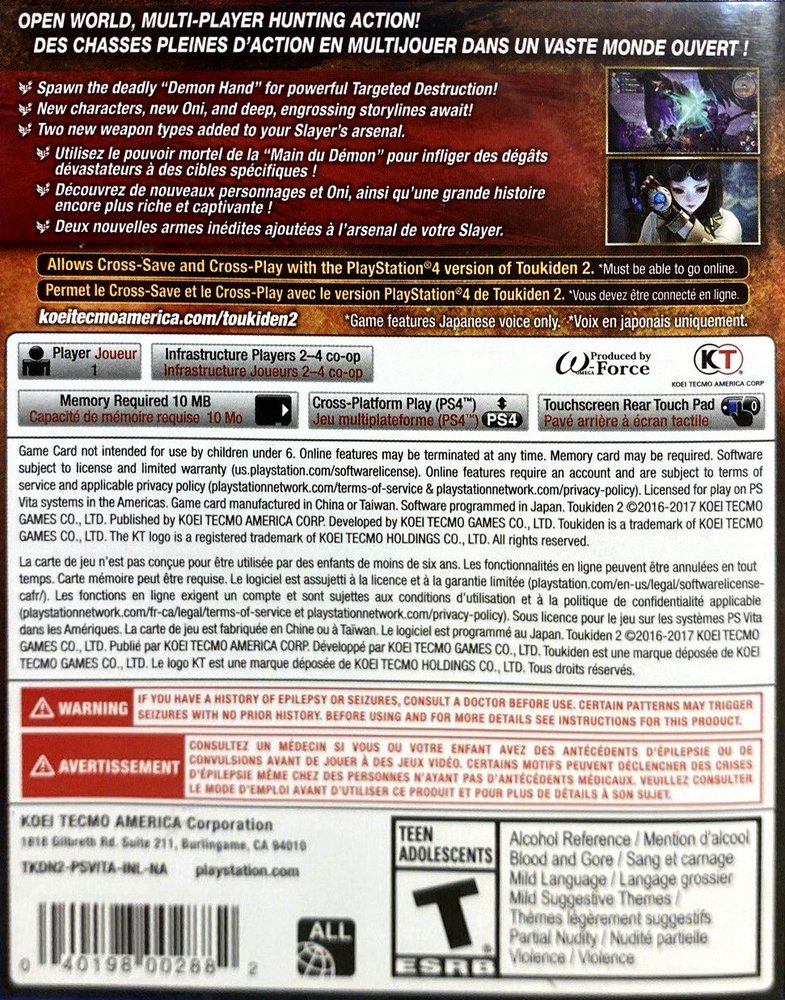 OPEN WORLD, MULTI-PLAYER HUNTING ACTION!
DES CHASSES PLEINES D'ACTION EN MULTIJOUER DANS UN VASTE MONDE OUVERT !
Spawn the deadly “Demon Hand” for powerful Targeted Destruction!
New characters, new Oni, and deep, engrossing storylines await!
Two new weapon types added to your Slayer's arsenal.
Utilisez le pouvoir mortel de la “Main du Démon” pour infliger des dégâts
dévastateurs à des cibles spécifiques !
Découvrez de nouveaux personnages et Oni, ainsi qu'une grande histoire
encore plus riche et captivante !
Deux nouvelles armes inédites ajoutées à l'arsenal de votre Slayer.
Allows Cross-Save and Cross-Play with the PlayStation®4 version of Toukiden 2. *Must be able to go online.
Permet le Cross-Save et le Cross-Play avec le version PlayStation®4 de Toukiden 2. *Vous devez être connecté en ligne.
koeitecmoamerica.com/toukiden2 *Game features Japanese voice only. *Voix en japonais uniquement.
Player Joueur
1
Infrastructure Players 2–4 co-op
Infrastructure Joueurs 2–4 co-op
ω-Force OMEGA Produced by
KT
KOEI TECMO AMERICA CORP
Memory Required 10 MB
Capacité de mémoire requise 10 Mo
Cross-Platform Play (PS4™)
Jeu multiplateforme (PS4™) PS4
Touchscreen Rear Touch Pad
Pavé arrière à écran tactile
Game Card not intended for use by children under 6. Online features may be terminated at any time. Memory card may be required. Software
subject to license and limited warranty (us.playstation.com/softwarelicense). Online features require an account and are subject to terms of
service and applicable privacy policy (playstationnetwork.com/terms-of-service & playstationnetwork.com/privacy-policy). Licensed for play on PS
Vita systems in the Americas. Game card manufactured in China or Taiwan. Software programmed in Japan. Toukiden 2 ©2016-2017 KOEI TECMO
GAMES CO., LTD. Published by KOEI TECMO AMERICA CORP. Developed by KOEI TECMO GAMES CO., LTD. Toukiden is a trademark of KOEI TECMO
GAMES CO., LTD. The KT logo is a registered trademark of KOEI TECMO HOLDINGS CO., LTD. All rights reserved.
La carte de jeu n'est pas conçue pour être utilisée par des enfants de moins de six ans. Les fonctionnalités en ligne peuvent être annulées en tout
temps. Carte mémoire peut être requise. Le logiciel est assujetti à la licence et à la garantie limitée (playstation.com/en-us/legal/softwarelicense-
cafr/). Les fonctions en ligne exigent un compte et sont sujettes aux conditions d'utilisation et à la politique de confidentialité applicable
(playstationnetwork.com/fr-ca/legal/terms-of-service et playstationnetwork.com/privacy-policy). Sous licence pour le jeu sur les systèmes PS Vita
dans les Amériques. La carte de jeu est fabriquée en Chine ou à Taïwan. Le logiciel est programmé au Japan. Toukiden 2 ©2016-2017 KOEI TECMO
GAMES CO., LTD. Publié par KOEI TECMO AMERICA CORP. Développé par KOEI TECMO GAMES CO., LTD. Toukiden est une marque déposée de KOEI
TECMO GAMES CO., LTD. Le logo KT est une marque déposée de KOEI TECMO HOLDINGS CO., LTD. Tous droits réservés.
WARNING
IF YOU HAVE A HISTORY OF EPILEPSY OR SEIZURES, CONSULT A DOCTOR BEFORE USE. CERTAIN PATTERNS MAY TRIGGER
SEIZURES WITH NO PRIOR HISTORY. BEFORE USING AND FOR MORE DETAILS SEE INSTRUCTIONS FOR THIS PRODUCT.
AVERTISSEMENT
CONSULTEZ UN MÉDECIN SI VOUS OU VOTRE ENFANT AVEZ DES ANTÉCÉDENTS D'ÉPILEPSIE OU DE
CONVULSIONS AVANT DE JOUER À DES JEUX VIDÉO. CERTAINS MOTIFS PEUVENT DÉCLENCHER DES CRISES
D'ÉPILEPSIE MÊME CHEZ DES PERSONNES N'AYANT PAS D'ANTÉCÉDENTS MÉDICAUX. VEUILLEZ CONSULTER
LE MODE D'EMPLOI AVANT D'UTILISER CE PRODUIT ET POUR PLUS DE DÉTAILS À SON SUJET.
KOEI TECMO AMERICA Corporation
1818 Gilbreth Rd. Suite 211, Burlingame, CA 94010
TKDN2-PSVITA-INL-NA playstation.com
0 40198 00288 2
ALL
TEEN
ADOLESCENTS
T
ESRB
Alcohol Reference / Mention d'alcool
Blood and Gore / Sang et carnage
Mild Language / Langage grossier
Mild Suggestive Themes /
Thèmes légèrement suggestifs
Partial Nudity / Nudité partielle
Violence / Violence